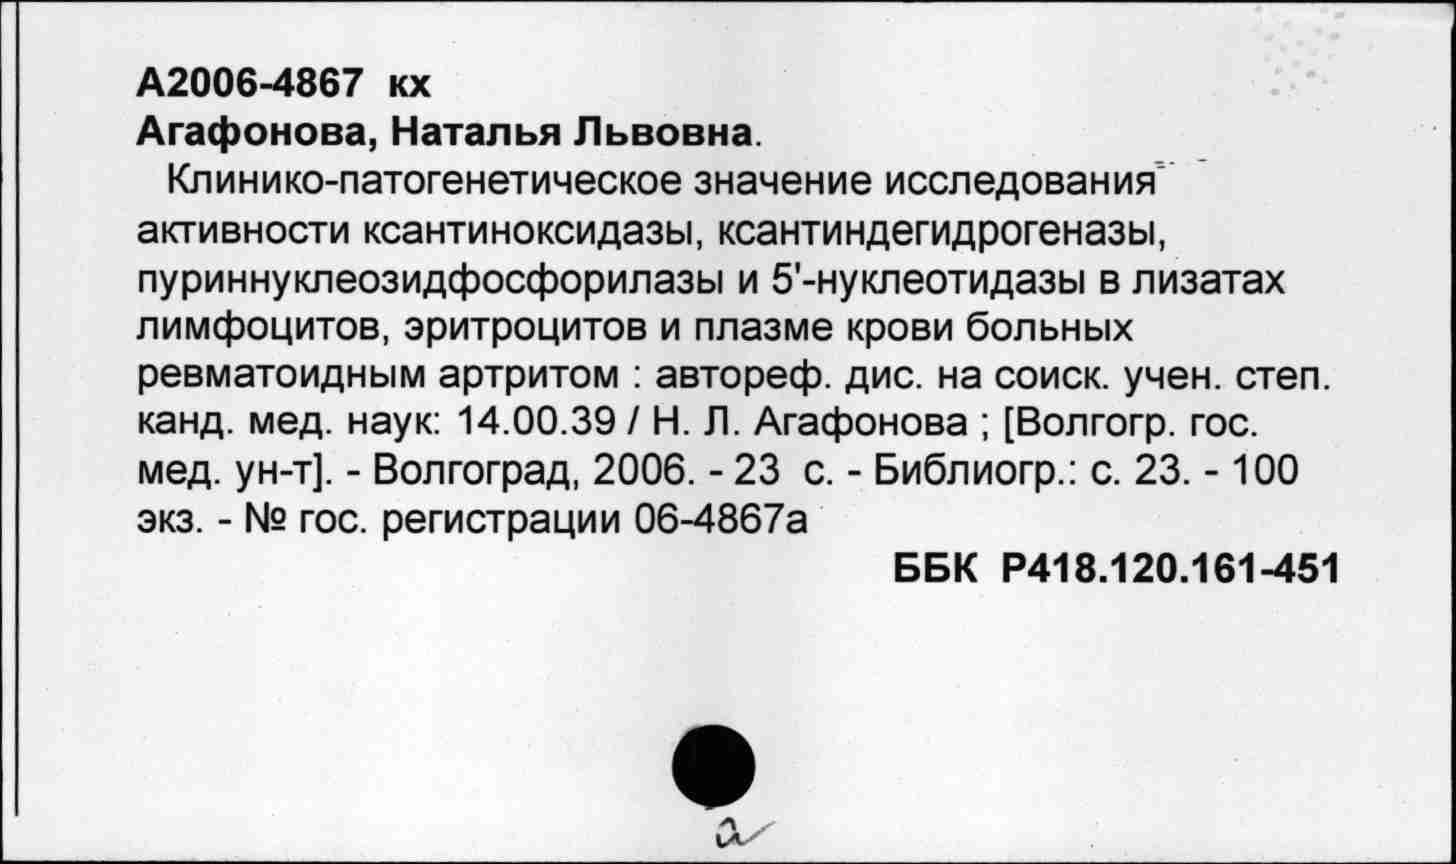 А2006-4867 кх
Агафонова, Наталья Львовна.
Клинико-патогенетическое значение исследования
активности ксантиноксидазы, ксантиндегидрогеназы,
пуриннуклеозидфосфорилазы и 5'-нуклеотидазы в лизатах
лимфоцитов, эритроцитов и плазме крови больных
ревматоидным артритом : автореф. дис. на соиск. учен. степ.
канд. мед. наук: 14.00.39 / Н. Л. Агафонова ; [Волгогр. гос.
мед. ун-т]. - Волгоград, 2006. - 23 с. - Библиогр.: с. 23. - 100
экз. - № гос. регистрации 06-4867а
ББК Р418.120.161-451
а